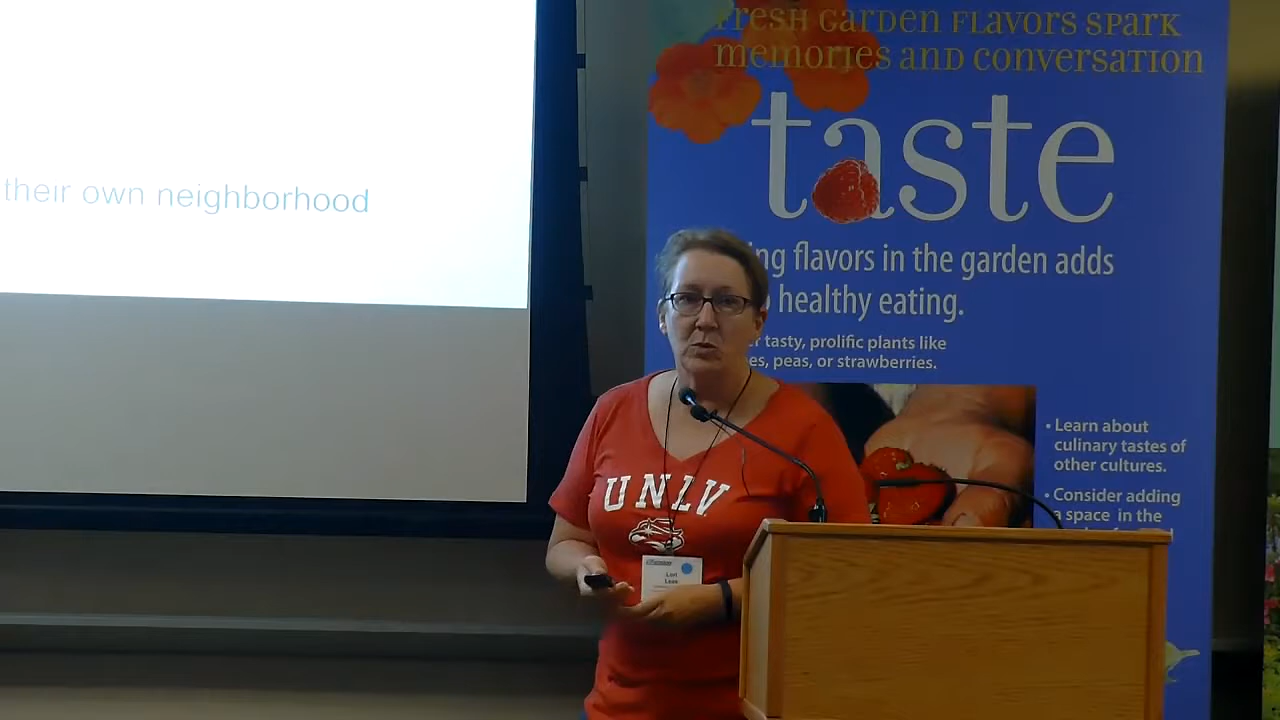 their own neighborhood
Fresh Garden Flavors Spark
memories and conversation
taste
ng flavors in the garden adds
healthy eating.
tasty, prolific plants like
es, peas, or strawberries.
• Learn about
culinary tastes of
other cultures.
• Consider adding
a space in the
UNLV
Lori